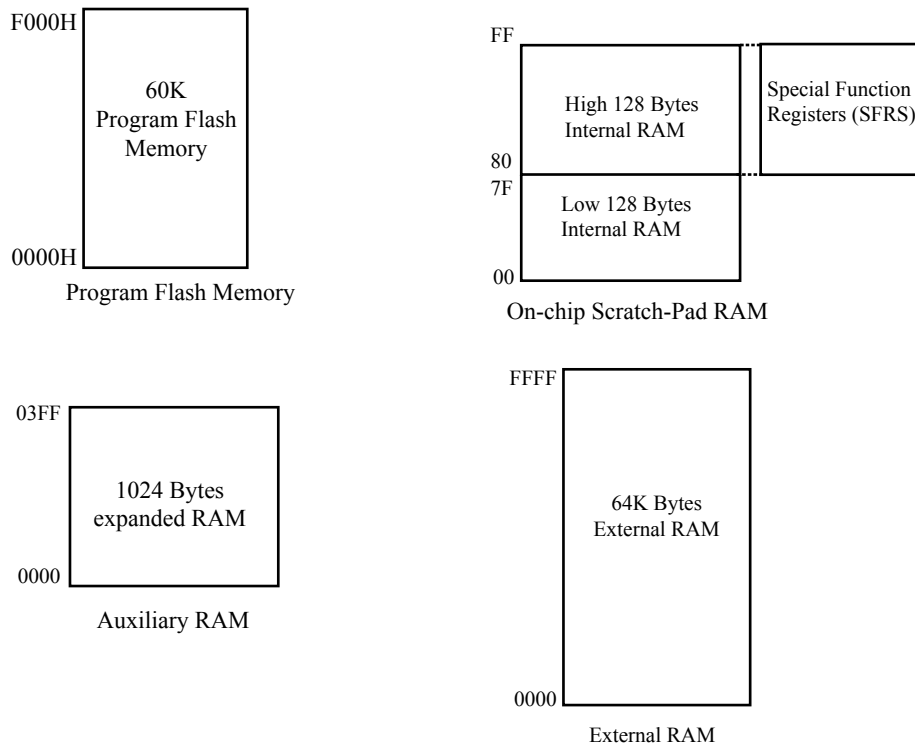 F000H
60K
Program Flash
Memory
0000H
Program Flash Memory
FF
High 128 Bytes
Internal RAM
80
7F
Low 128 Bytes
Internal RAM
00
Special Function
Registers (SFRS)
On-chip Scratch-Pad RAM
03FF
1024 Bytes
expanded RAM
0000
Auxiliary RAM
FFFF
64K Bytes
External RAM
0000
External RAM